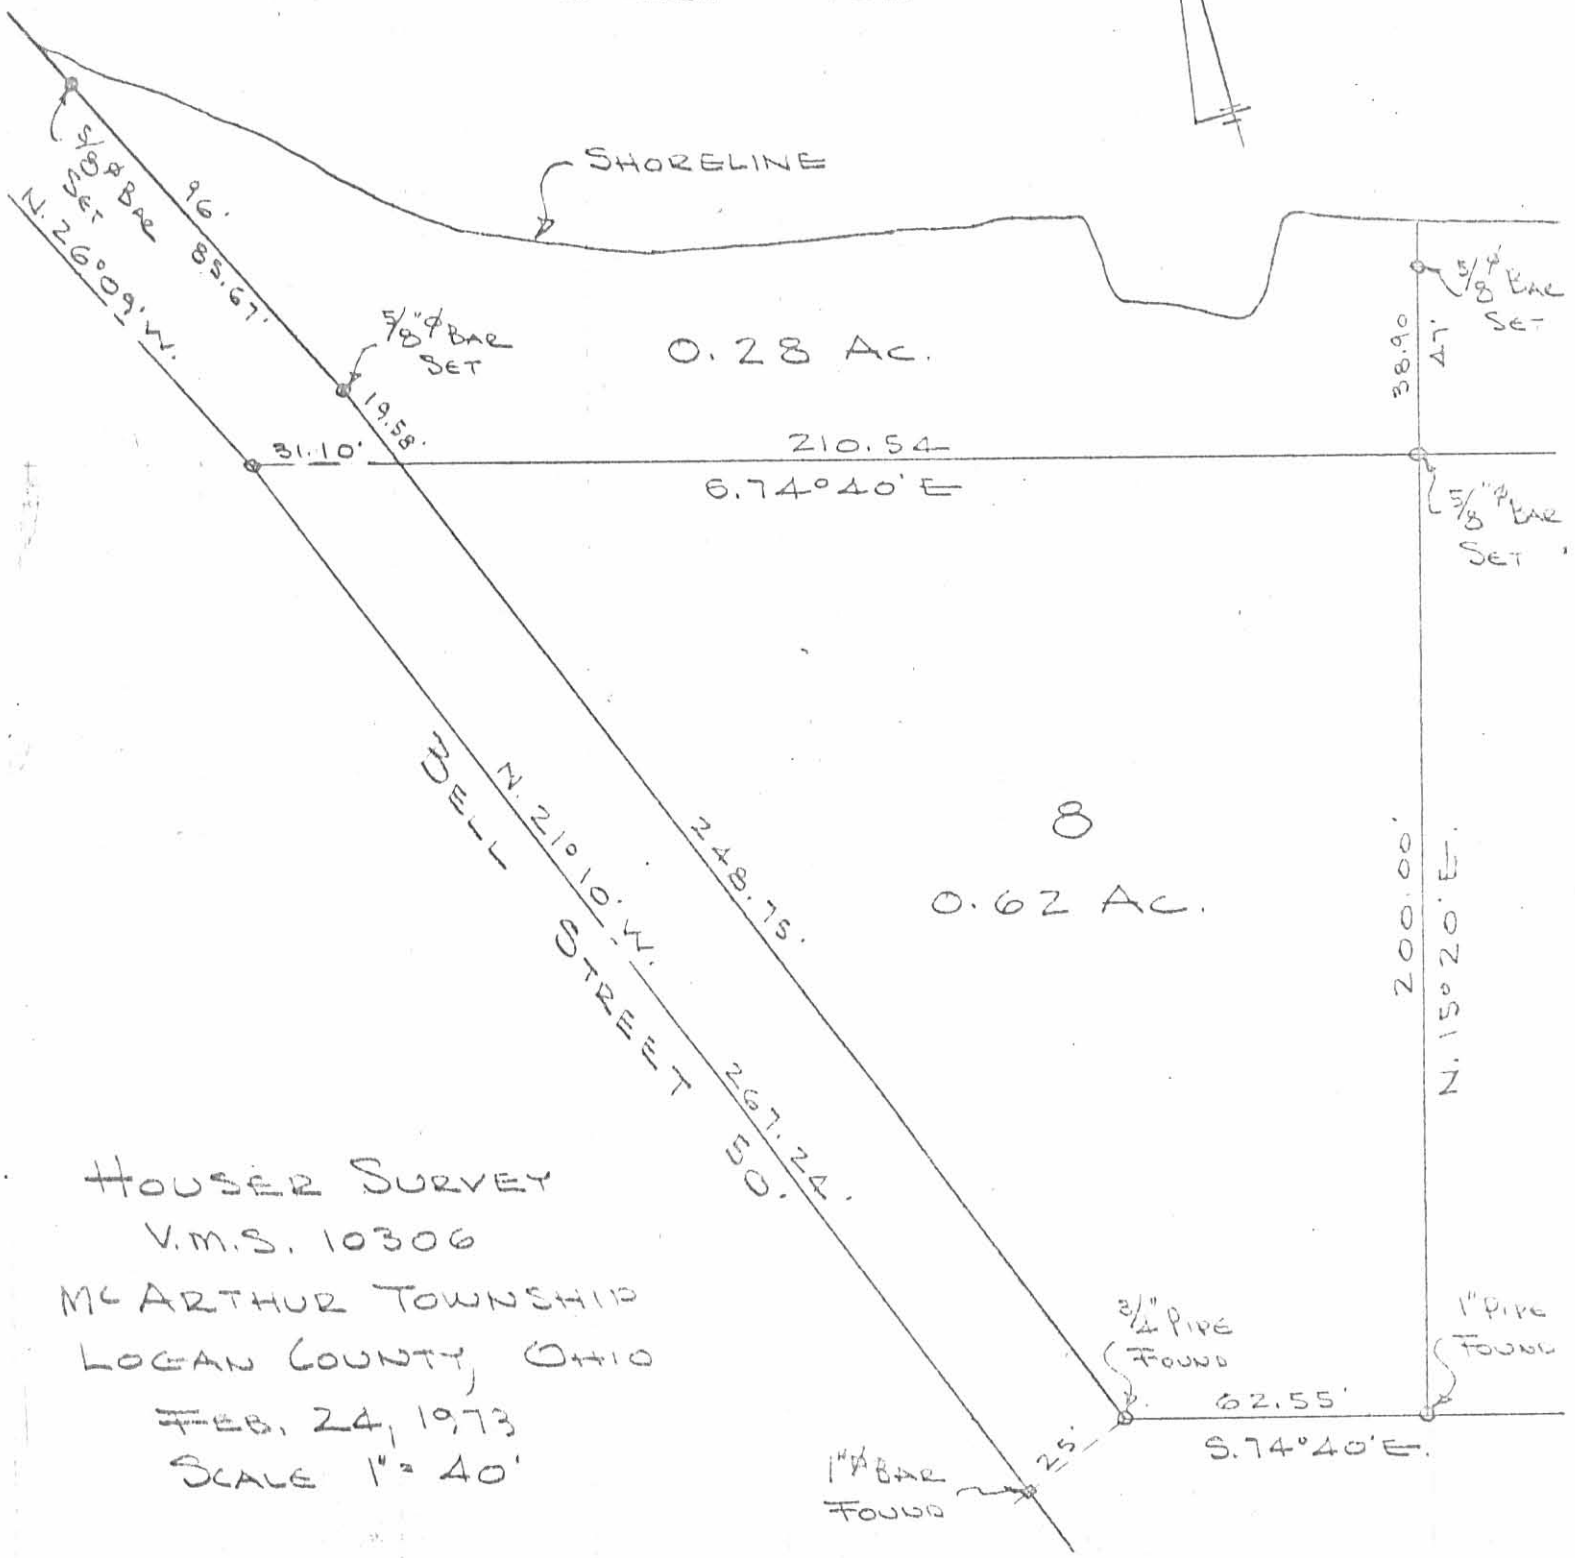 SHORELINE
5/8"φ BAR
SET
96'
85.67'
N. 26°09' W.
5/8"φ BAR
SET
0.28 AC.
38.90
47'
5/8"φ BAR
SET
19.58'
31.10'
210.54
S.74°40'E
5/8"φ BAR
SET
BELL STREET 50'
N. 21°10' W.
267.24'
248.75'
8
0.62 AC.
200.00'
N. 15°20' E.
HOUSER SURVEY
V.M.S. 10306
MC ARTHUR TOWNSHIP
LOGAN COUNTY, OHIO
FEB. 24, 1973
SCALE 1" = 40'
3/4" PIPE
FOUND
1" PIPE
FOUND
62.55'
S.74°40'E.
25'
1"φ BAR
FOUND